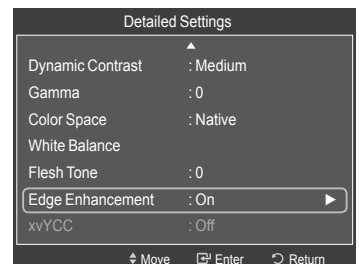 Detailed Settings
▲
Dynamic Contrast : Medium
Gamma : 0
Color Space : Native
White Balance
Flesh Tone : 0
Edge Enhancement : On ►
xvYCC : Off
Move Enter Return